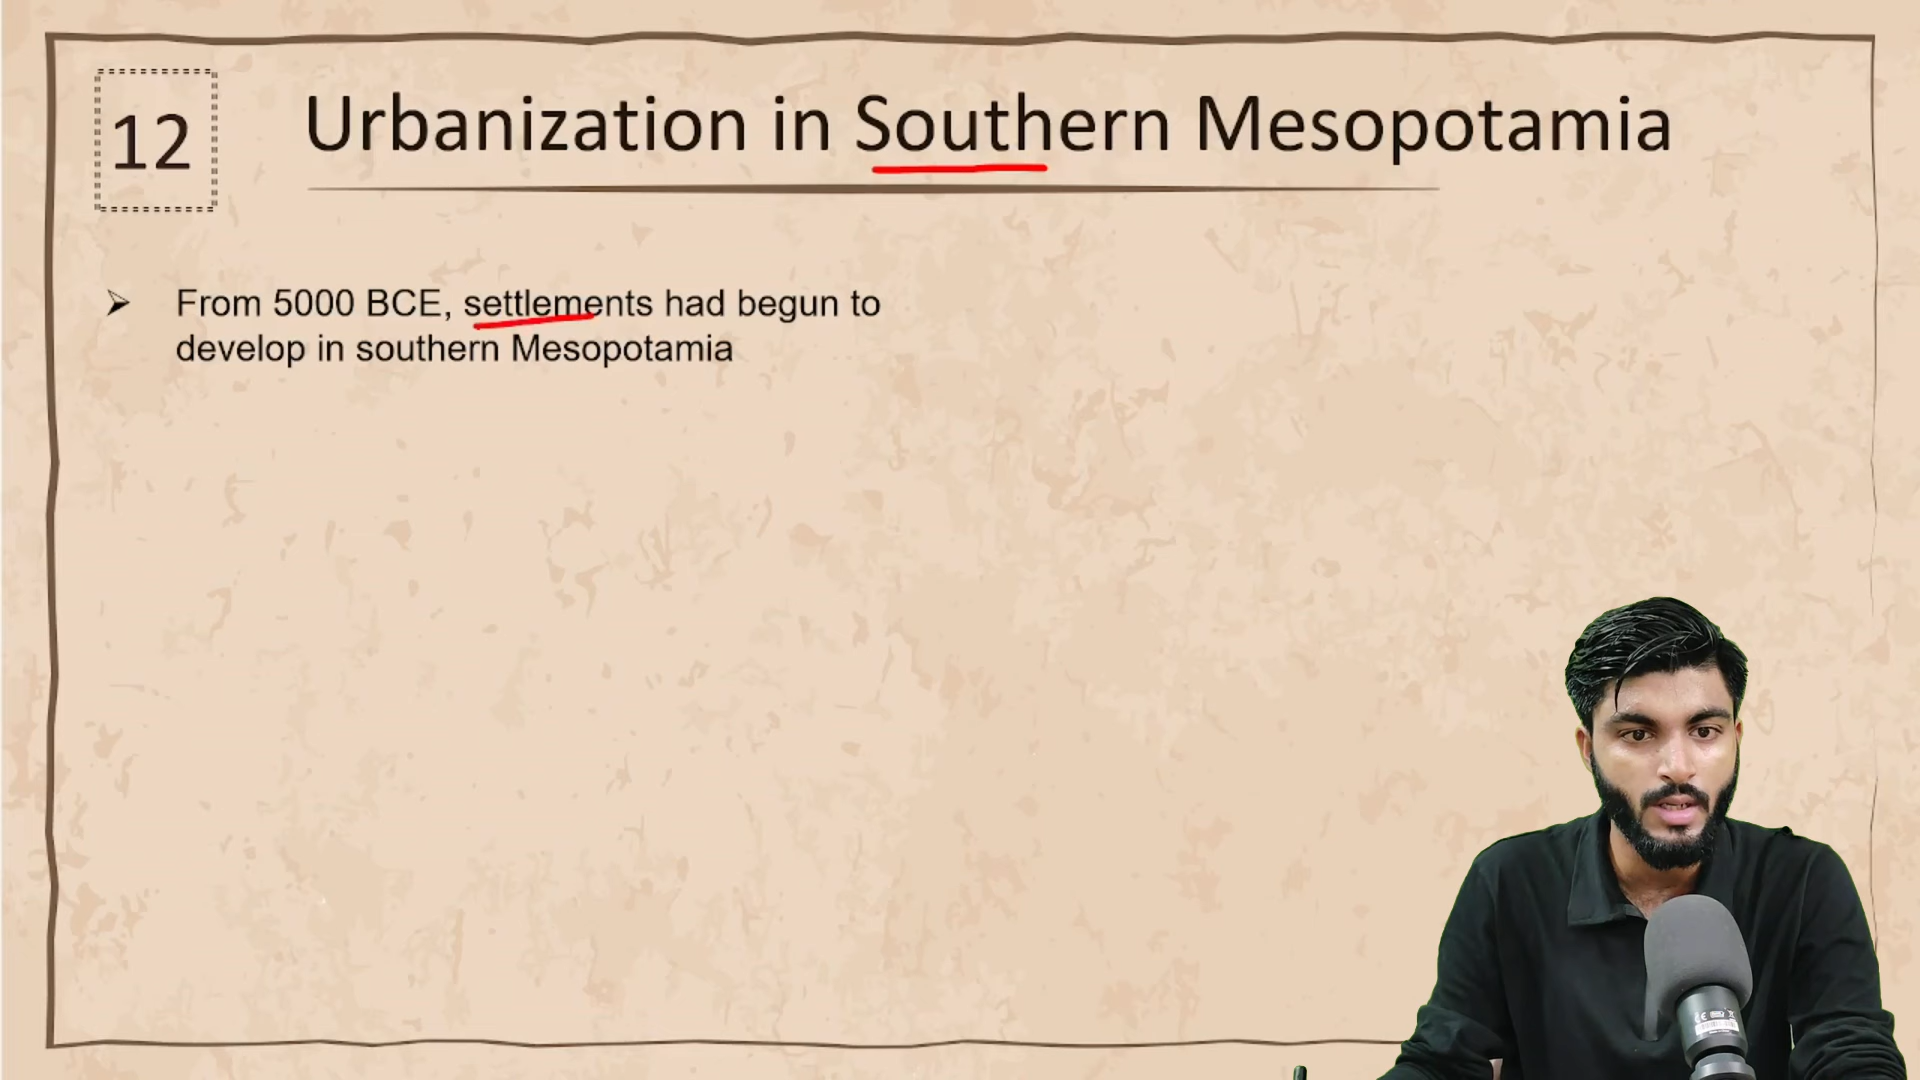 12
Urbanization in Southern Mesopotamia
➢ From 5000 BCE, settlements had begun to
develop in southern Mesopotamia